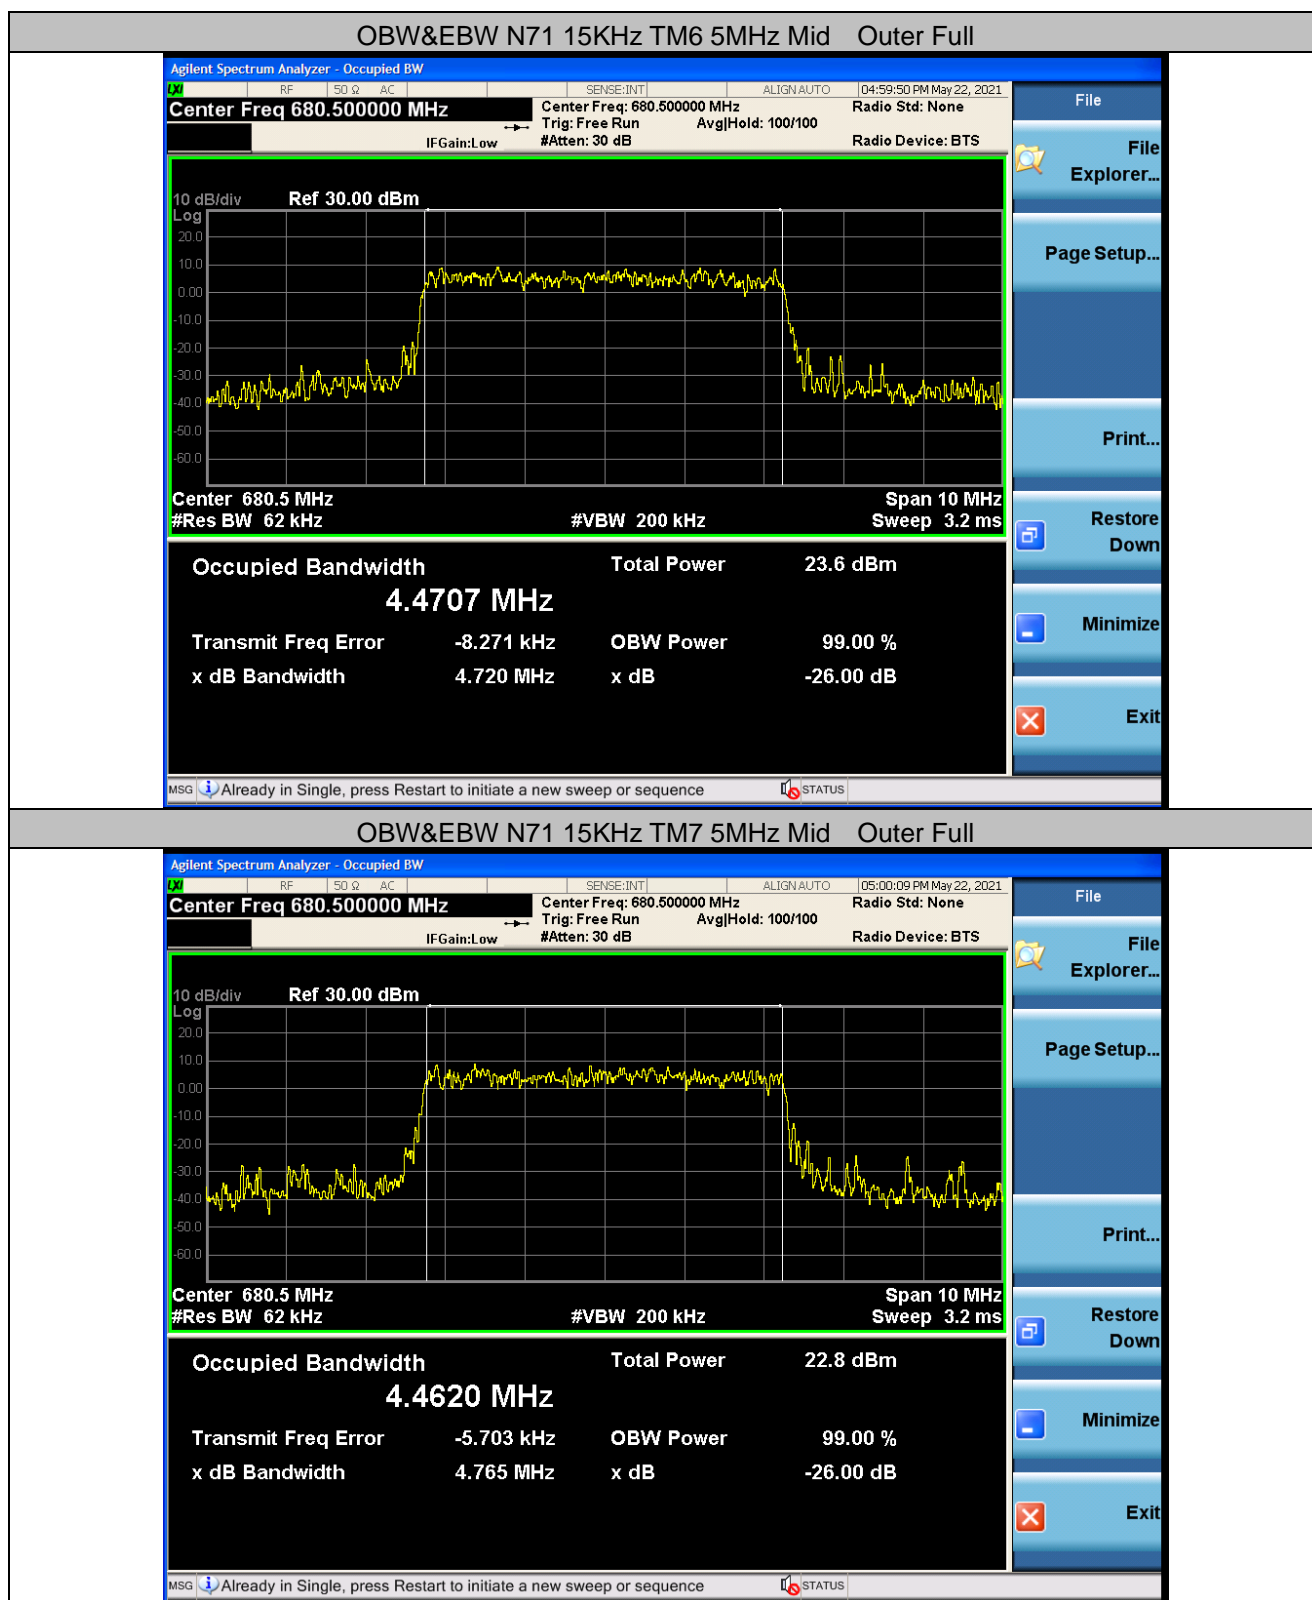 OBW&EBW N71 15KHz TM6 5MHz Mid Outer Full
Agilent Spectrum Analyzer - Occupied BW
LXI RF 50 Ω AC SENSE:INT ALIGN AUTO 04:59:50 PM May 22, 2021
Center Freq 680.500000 MHz Center Freq: 680.500000 MHz Radio Std: None
Trig: Free Run Avg|Hold: 100/100
IFGain:Low #Atten: 30 dB Radio Device: BTS
10 dB/div Ref 30.00 dBm
Log
20.0
10.0
0.00
-10.0
-20.0
-30.0
-40.0
-50.0
-60.0
Center 680.5 MHz Span 10 MHz
#Res BW 62 kHz #VBW 200 kHz Sweep 3.2 ms
Occupied Bandwidth Total Power 23.6 dBm
4.4707 MHz
Transmit Freq Error -8.271 kHz OBW Power 99.00 %
x dB Bandwidth 4.720 MHz x dB -26.00 dB
MSG Already in Single, press Restart to initiate a new sweep or sequence STATUS
File
File
Explorer...
Page Setup...
Print...
Restore
Down
Minimize
Exit
OBW&EBW N71 15KHz TM7 5MHz Mid Outer Full
Agilent Spectrum Analyzer - Occupied BW
LXI RF 50 Ω AC SENSE:INT ALIGN AUTO 05:00:09 PM May 22, 2021
Center Freq 680.500000 MHz Center Freq: 680.500000 MHz Radio Std: None
Trig: Free Run Avg|Hold: 100/100
IFGain:Low #Atten: 30 dB Radio Device: BTS
10 dB/div Ref 30.00 dBm
Log
20.0
10.0
0.00
-10.0
-20.0
-30.0
-40.0
-50.0
-60.0
Center 680.5 MHz Span 10 MHz
#Res BW 62 kHz #VBW 200 kHz Sweep 3.2 ms
Occupied Bandwidth Total Power 22.8 dBm
4.4620 MHz
Transmit Freq Error -5.703 kHz OBW Power 99.00 %
x dB Bandwidth 4.765 MHz x dB -26.00 dB
MSG Already in Single, press Restart to initiate a new sweep or sequence STATUS
File
File
Explorer...
Page Setup...
Print...
Restore
Down
Minimize
Exit